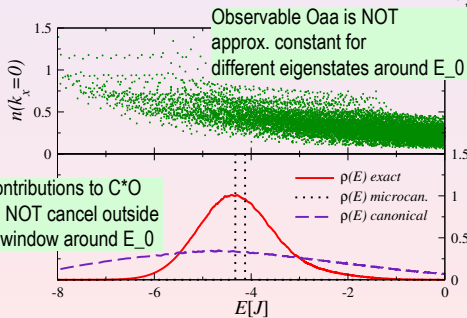 Observable Oaa is NOT
approx. constant for
different eigenstates around E_0
n(k_x=0)
1.5
1
0.5
0
ontributions to C*O
NOT cancel outside
window around E_0
ρ(E) exact
ρ(E) microcan.
ρ(E) canonical
1.5
1
0.5
0
-8 -6 -4 -2 0
E[J]